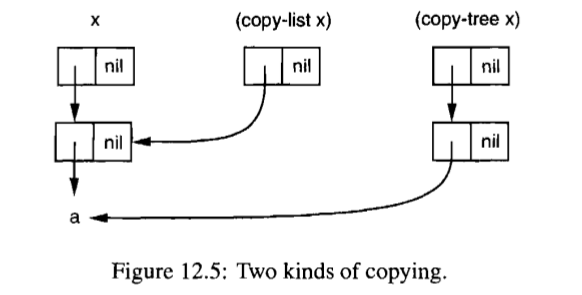 x (copy-list x) (copy-tree x)
nil nil nil
nil nil
a
Figure 12.5: Two kinds of copying.